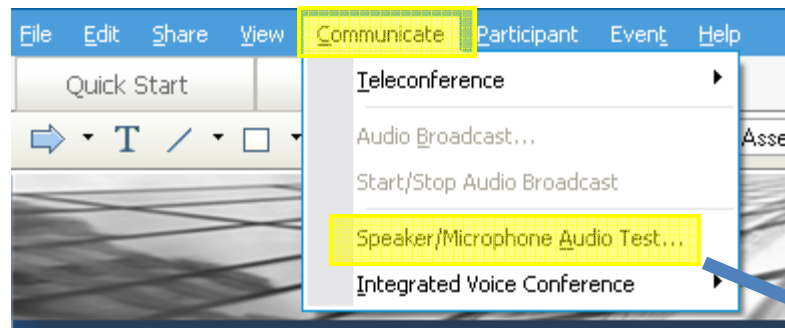 File Edit Share View Communicate Participant Event Help
Quick Start
Teleconference
T
Audio Broadcast...
Asse
Start/Stop Audio Broadcast
Speaker/Microphone Audio Test...
Integrated Voice Conference